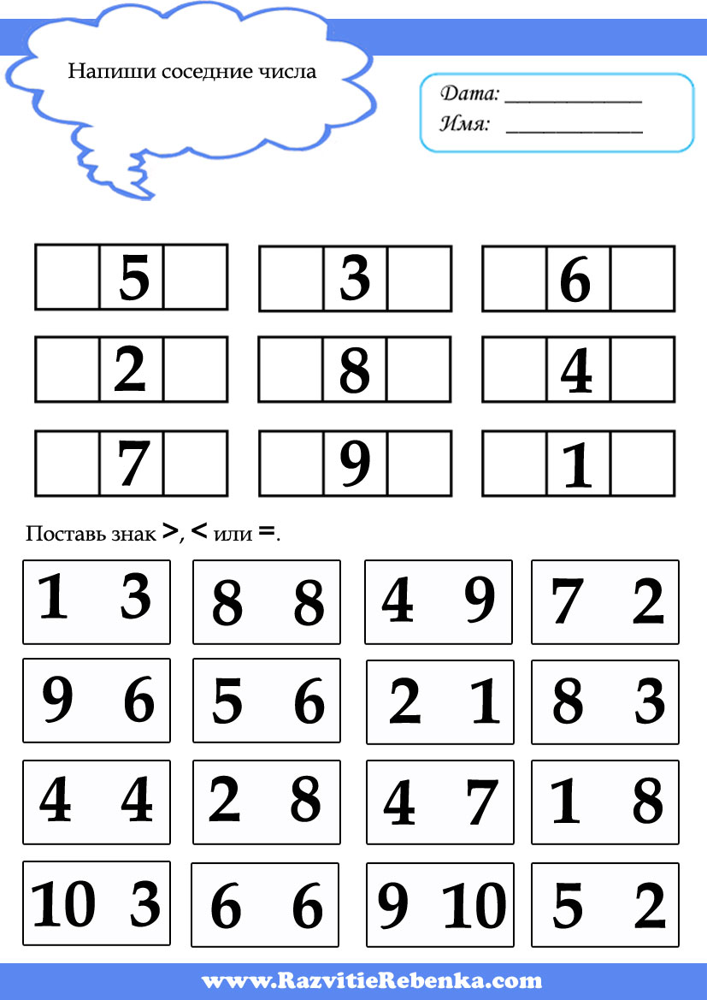 Напиши соседние числа
Дата: ____________
Имя: ____________
5 3 6
2 8 4
7 9 1
Поставь знак >, < или =.
1 3 8 8 4 9 7 2
9 6 5 6 2 1 8 3
4 4 2 8 4 7 1 8
10 3 6 6 9 10 5 2
www.RazvitieRebenka.com